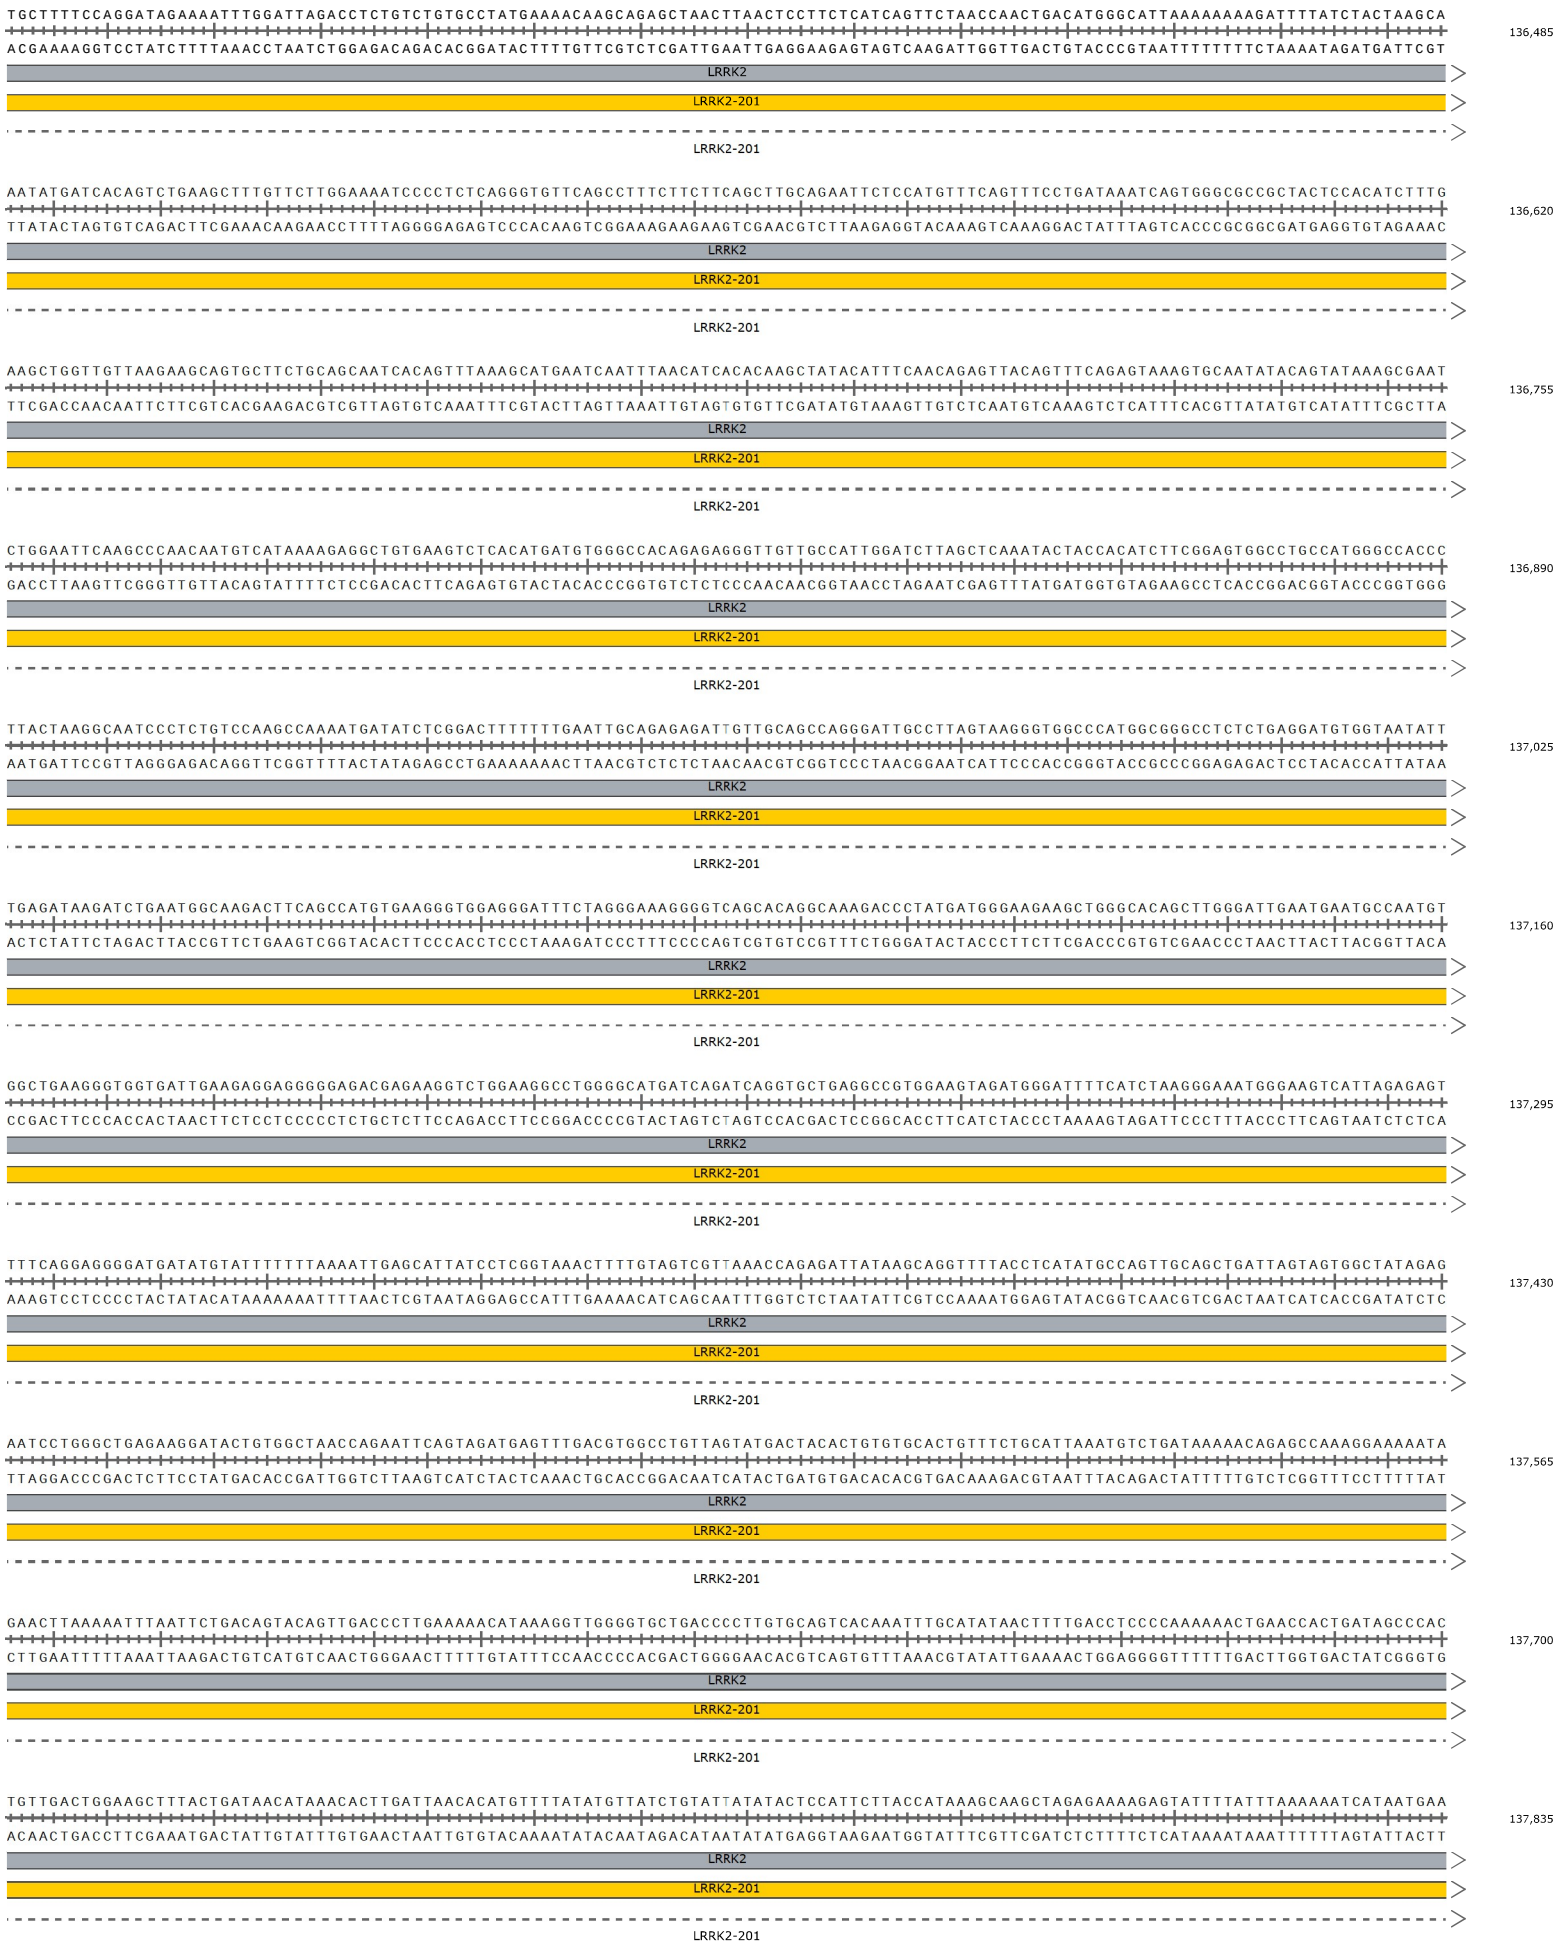 TGCTTTTCCAGGATAGAAAATTTGGATTAGACCTCTGTCTGTGCCTATGAAAACAAGCAGAGCTAACTTAACTCCTTCTCATCAGTTCTAACCAACTGACATGGGCATTAAAAAAAAAGATTTTATCTACTAAGCA
136,485
ACGAAAAGGTCCTATCTTTTAAACCTAATCTGGAGACAGACACGGATACTTTTGTTCGTCTCGATTGAATTGAGGAAGAGTAGTCAAGATTGGTTGACTGTACCCGTAATTTTTTTTTCTAAAATAGATGATTCGT
LRRK2
LRRK2-201
LRRK2-201
AATATGATCACAGTCTGAAGCTTTGTTCTTGGAAAATCCCCTCTCAGGGTGTTCAGCCTTTCTTCTTCAGCTTGCAGAATTCTCCATGTTTCAGTTTCCTGATAAATCAGTGGGCGCCGCTACTCCACATCTTTG
136,620
TTATACTAGTGTCAGACTTCGAAACAAGAACCTTTTAGGGGAGAGTCCCACAAGTCGGAAAGAAGAAGTCGAACGTCTTAAGAGGTACAAAGTCAAAGGACTATTTAGTCACCCGCGGCGATGAGGTGTAGAAAC
LRRK2
LRRK2-201
LRRK2-201
AAGCTGGTTGTTAAGAAGCAGTGCTTCTGCAGCAATCACAGTTTAAAGCATGAATCAATTTAACATCACACAAGCTATACATTTCAACAGAGTTACAGTTTCAGAGTAAAGTGCAATATACAGTATAAAGCGAAT
136,755
TTCGACCAACAATTCTTCGTCACGAAGACGTCGTTAGTGTCAAATTTCGTACTTAGTTAAATTGTAGTGTGTTCGATATGTAAAGTTGTCTCAATGTCAAAGTCTCATTTCACGTTATATGTCATATTTCGCTTA
LRRK2
LRRK2-201
LRRK2-201
CTGGAATTCAAGCCCAACAATGTCATAAAAGAGGCTGTGAAGTCTCACATGATGTGGGCCACAGAGAGGGTTGTTGCCATTGGATCTTAGCTCAAATACTACCACATCTTCGGAGTGGCCTGCCATGGGCCACCC
136,890
GACCTTAAGTTCGGGTTGTTACAGTATTTTCTCCGACACTTCAGAGTGTACTACACCCGGTGTCTCTCCCAACAACGGTAACCTAGAATCGAGTTTATGATGGTGTAGAAGCCTCACCGGACGGTACCCGGTGGG
LRRK2
LRRK2-201
LRRK2-201
TTACTAAGGCAATCCCTCTGTCCAAGCCAAAATGATATCTCGGACTTTTTTTGAATTGCAGAGAGATTGTTGCAGCCAGGGATTGCCTTAGTAAGGGTGGCCCATGGCGGGCCTCTCTGAGGATGTGGTAATATT
137,025
AATGATTCCGTTAGGGAGACAGGTTCGGTTTTACTATAGAGCCTGAAAAAAACTTAACGTCTCTCTAACAACGTCGGTCCCTAACGGAATCATTCCCACCGGGTACCGCCCGGAGAGACTCCTACACCATTATAA
LRRK2
LRRK2-201
LRRK2-201
TGAGATAAGATCTGAATGGCAAGACTTCAGCCATGTGAAGGGTGGAGGGATTTCTAGGGAAAGGGGTCAGCACAGGCAAAGACCCTATGATGGGAAGAAGCTGGGCACAGCTTGGGATTGAATGAATGCCAATGT
137,160
ACTCTATTCTAGACTTACCGTTCTGAAGTCGGTACACTTCCCACCTCCCTAAAGATCCCTTTCCCCAGTCGTGTCCGTTTCTGGGATACTACCCTTCTTCGACCCGTGTCGAACCCTAACTTACTTACGGTTACA
LRRK2
LRRK2-201
LRRK2-201
GGCTGAAGGGTGGTGATTGAAGAGGAGGGGGAGACGAGAAGGTCTGGAAGGCCTGGGGCATGATCAGATCAGGTGCTGAGGCCGTGGAAGTAGATGGGATTTTCATCTAAGGGAAATGGGAAGTCATTAGAGAGT
137,295
CCGACTTCCCACCACTAACTTCTCCTCCCCCTCTGCTCTTCCAGACCTTCCGGACCCCGTACTAGTCTAGTCCACGACTCCGGCACCTTCATCTACCCTAAAAGTAGATTCCCTTTACCCTTCAGTAATCTCTCA
LRRK2
LRRK2-201
LRRK2-201
TTTCAGGAGGGGATGATATGTATTTTTTTAAAATTGAGCATTATCCTCGGTAAACTTTTGTAGTCGTTAAACCAGAGATTATAAGCAGGTTTTACCTCATATGCCAGTTGCAGCTGATTAGTAGTGGCTATAGAG
137,430
AAAGTCCTCCCCTACTATACATAAAAAAATTTTAACTCGTAATAGGAGCCATTTGAAAACATCAGCAATTTGGTCTCTAATATTCGTCCAAAATGGAGTATACGGTCAACGTCGACTAATCATCACCGATATCTC
LRRK2
LRRK2-201
LRRK2-201
AATCCTGGGCTGAGAAGGATACTGTGGCTAACCAGAATTCAGTAGATGAGTTTGACGTGGCCTGTTAGTATGACTACACTGTGTGCACTGTTTCTGCATTAAATGTCTGATAAAAACAGAGCCAAAGGAAAAATA
137,565
TTAGGACCCGACTCTTCCTATGACACCGATTGGTCTTAAGTCATCTACTCAAACTGCACCGGACAATCATACTGATGTGACACACGTGACAAAGACGTAATTTACAGACTATTTTTGTCTCGGTTTCCTTTTTAT
LRRK2
LRRK2-201
LRRK2-201
GAACTTAAAAATTTAATTCTGACAGTACAGTTGACCCTTGAAAAACATAAAGGTTGGGGTGCTGACCCCTTGTGCAGTCACAAATTTGCATATAACTTTTGACCTCCCCAAAAAACTGAACCACTGATAGCCCAC
137,700
CTTGAATTTTTAAATTAAGACTGTCATGTCAACTGGGAACTTTTTGTATTTCCAACCCCACGACTGGGGAACACGTCAGTGTTTAAACGTATATTGAAAACTGGAGGGGTTTTTTGACTTGGTGACTATCGGGTG
LRRK2
LRRK2-201
LRRK2-201
TGTTGACTGGAAGCTTTACTGATAACATAAACACTTGATTAACACATGTTTTATATGTTATCTGTATTATATACTCCATTCTTACCATAAAGCAAGCTAGAGAAAAGAGTATTTTATTTAAAAAATCATAATGAA
137,835
ACAACTGACCTTCGAAATGACTATTGTATTTGTGAACTAATTGTGTACAAAATATACAATAGACATAATATATGAGGTAAGAATGGTATTTCGTTCGATCTCTTTTCTCATAAAATAAATTTTTTAGTATTACTT
LRRK2
LRRK2-201
LRRK2-201